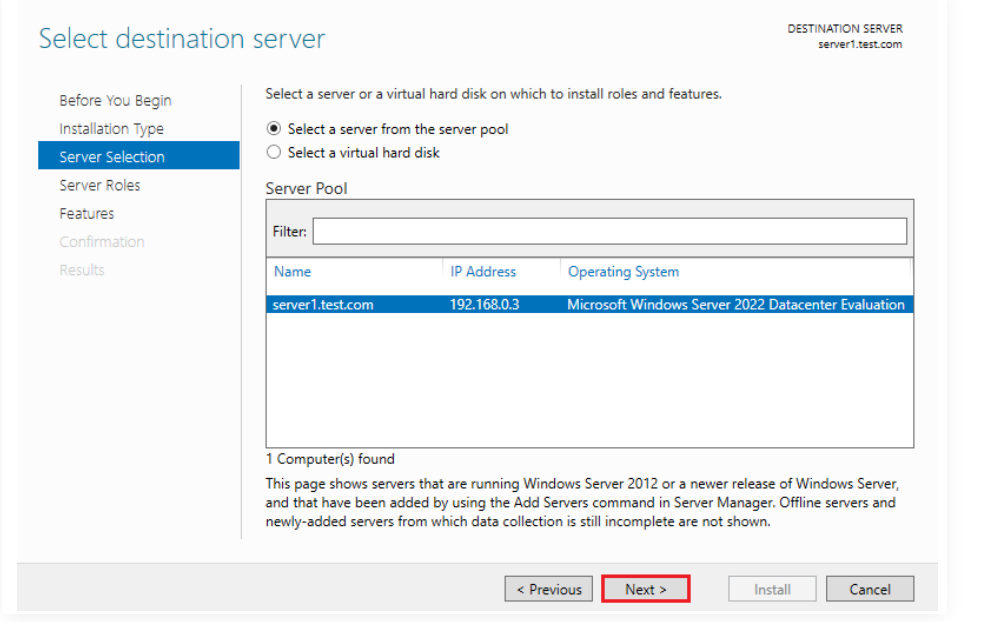 Select destination server
DESTINATION SERVER
server1.test.com
Before You Begin
Installation Type
Server Selection
Server Roles
Features
Confirmation
Results
Select a server or a virtual hard disk on which to install roles and features.
Select a server from the server pool
Select a virtual hard disk
Server Pool
Filter:
Name IP Address Operating System
server1.test.com 192.168.0.3 Microsoft Windows Server 2022 Datacenter Evaluation
1 Computer(s) found
This page shows servers that are running Windows Server 2012 or a newer release of Windows Server,
and that have been added by using the Add Servers command in Server Manager. Offline servers and
newly-added servers from which data collection is still incomplete are not shown.
< Previous Next > Install Cancel